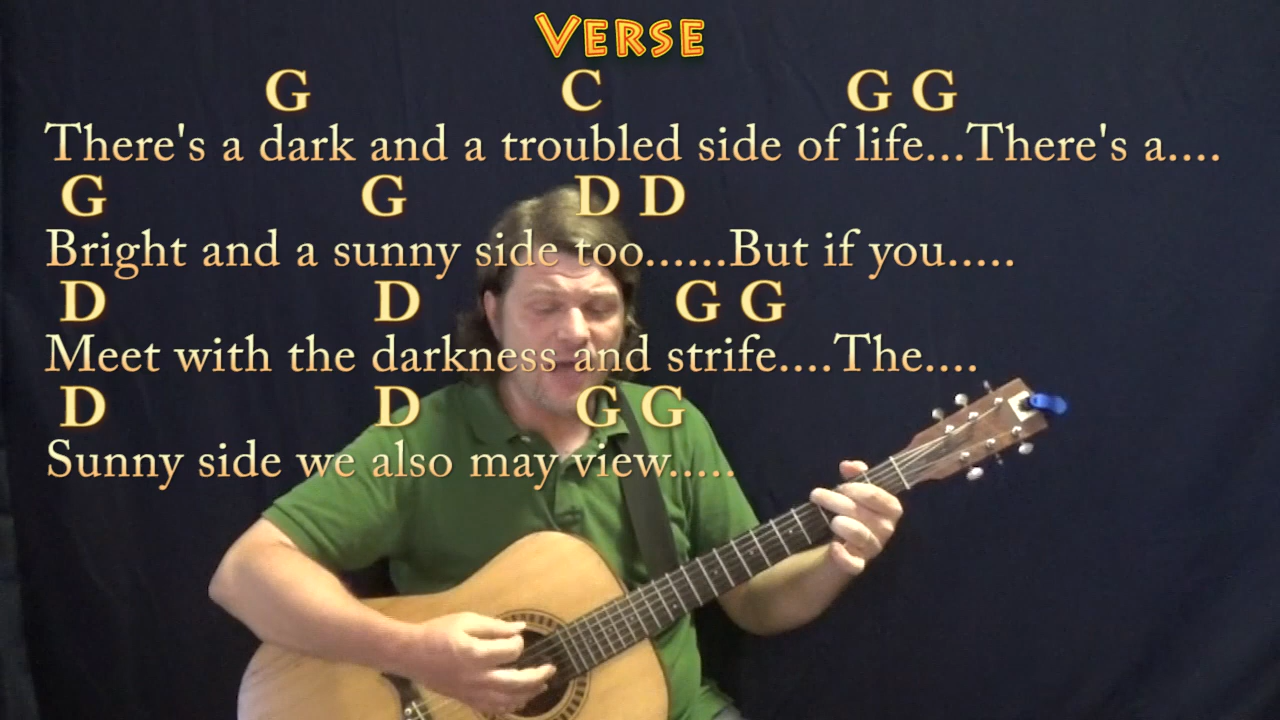 VERSE
G C G G
There's a dark and a troubled side of life...There's a....
G G D D
Bright and a sunny side too......But if you.....
D D G G
Meet with the darkness and strife....The....
D D G G
Sunny side we also may view.....